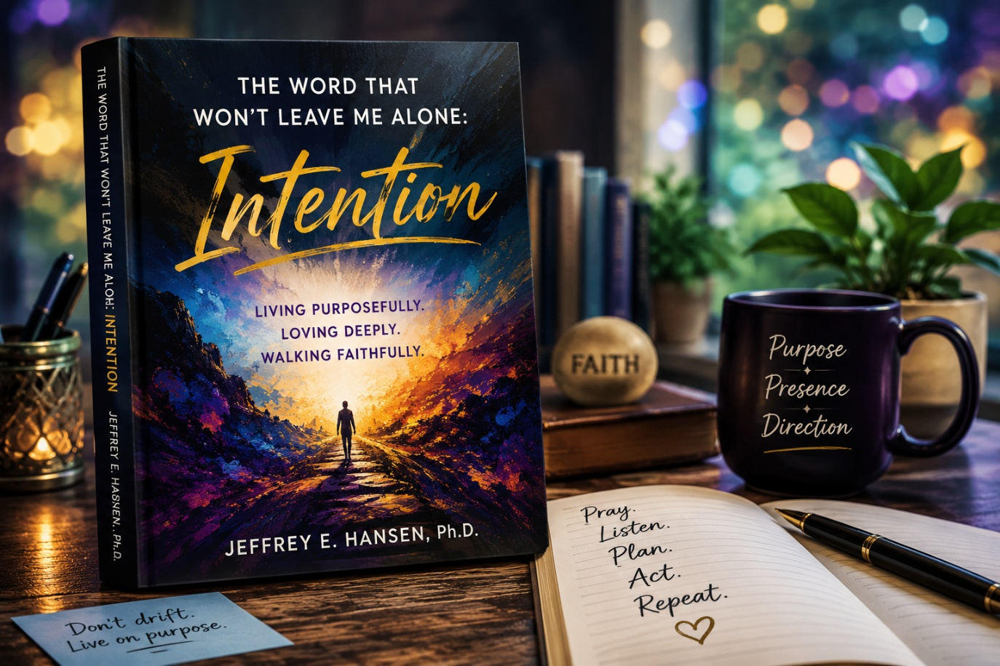 THE WORD THAT
WON'T LEAVE ME ALONE:
Intention
LIVING PURPOSEFULLY.
LOVING DEEPLY.
WALKING FAITHFULLY.
JEFFREY E. HANSEN, Ph.D.
THE WORD THAT WON'T LEAVE ME ALOH: INTENTION JEFFREY E. HASNEN., Ph.D.
FAITH
Purpose
Presence
Direction
Pray.
Listen.
Plan.
Act.
Repeat.
Don't drift.
Live on purpose.